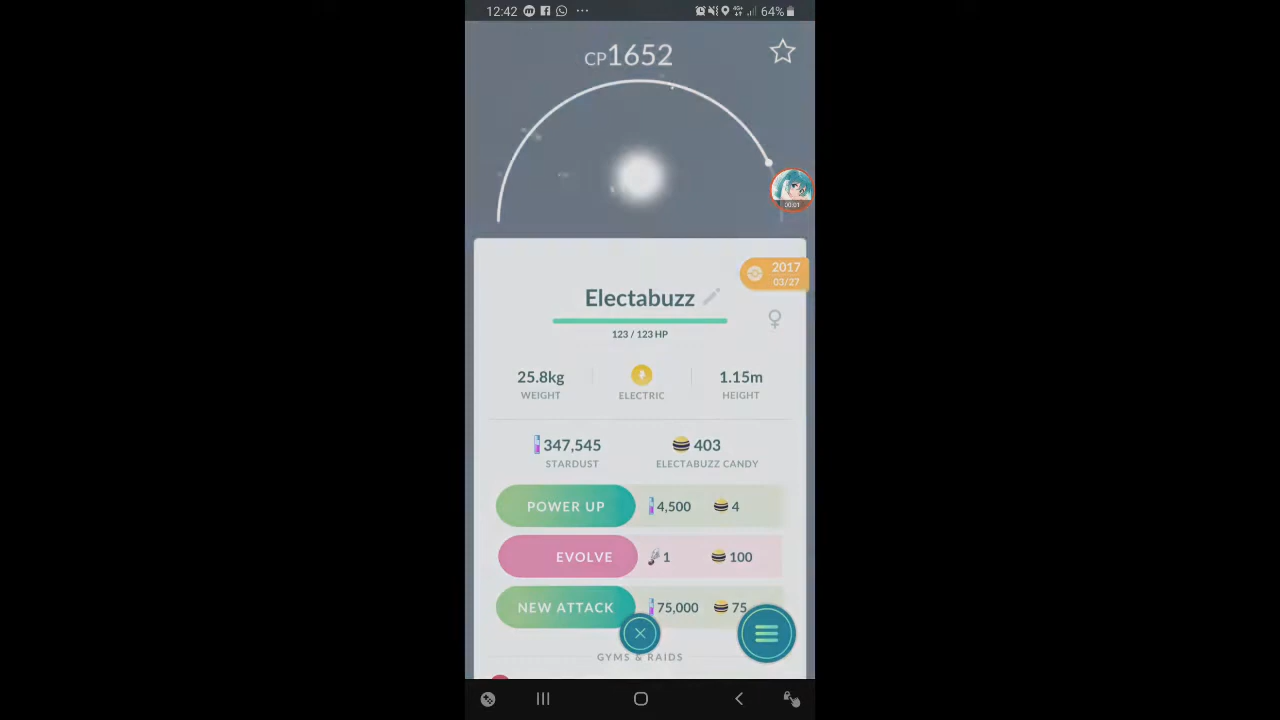 12:42
64%
CP1652
00:01
2017
03/27
Electabuzz
123 / 123 HP
25.8kg
WEIGHT
ELECTRIC
1.15m
HEIGHT
347,545
STARDUST
403
ELECTABUZZ CANDY
POWER UP 4,500 4
EVOLVE 1 100
NEW ATTACK 75,000 75
GYMS & RAIDS